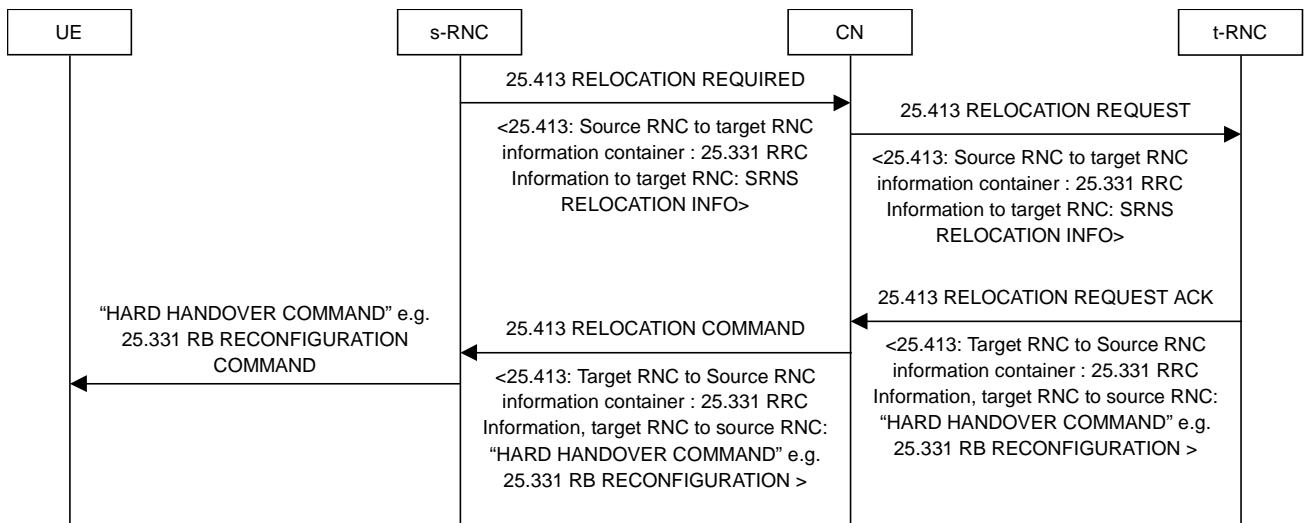 UE
s-RNC
CN
t-RNC
25.413 RELOCATION REQUIRED
<25.413: Source RNC to target RNC
information container : 25.331 RRC
Information to target RNC: SRNS
RELOCATION INFO>
25.413 RELOCATION REQUEST
<25.413: Source RNC to target RNC
information container : 25.331 RRC
Information to target RNC: SRNS
RELOCATION INFO>
25.413 RELOCATION REQUEST ACK
<25.413: Target RNC to Source RNC
information container : 25.331 RRC
Information, target RNC to source RNC:
“HARD HANDOVER COMMAND” e.g.
25.331 RB RECONFIGURATION >
25.413 RELOCATION COMMAND
<25.413: Target RNC to Source RNC
information container : 25.331 RRC
Information, target RNC to source RNC:
“HARD HANDOVER COMMAND” e.g.
25.331 RB RECONFIGURATION >
“HARD HANDOVER COMMAND” e.g.
25.331 RB RECONFIGURATION
COMMAND